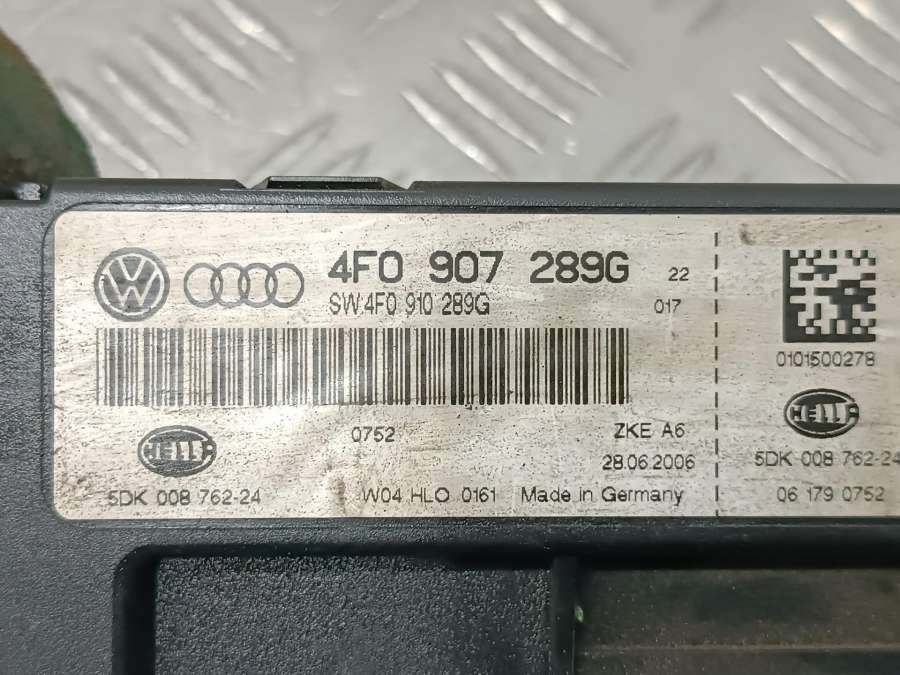 4F0 907 289G 22
SW:4F0 910 289G 017
0101500278
0752 ZKE A6
HELLA
HELLA
28.06.2006
5DK 008 762-24
5DK 008 762-24 W04 HLO 0161 Made in Germany
06 179 0752